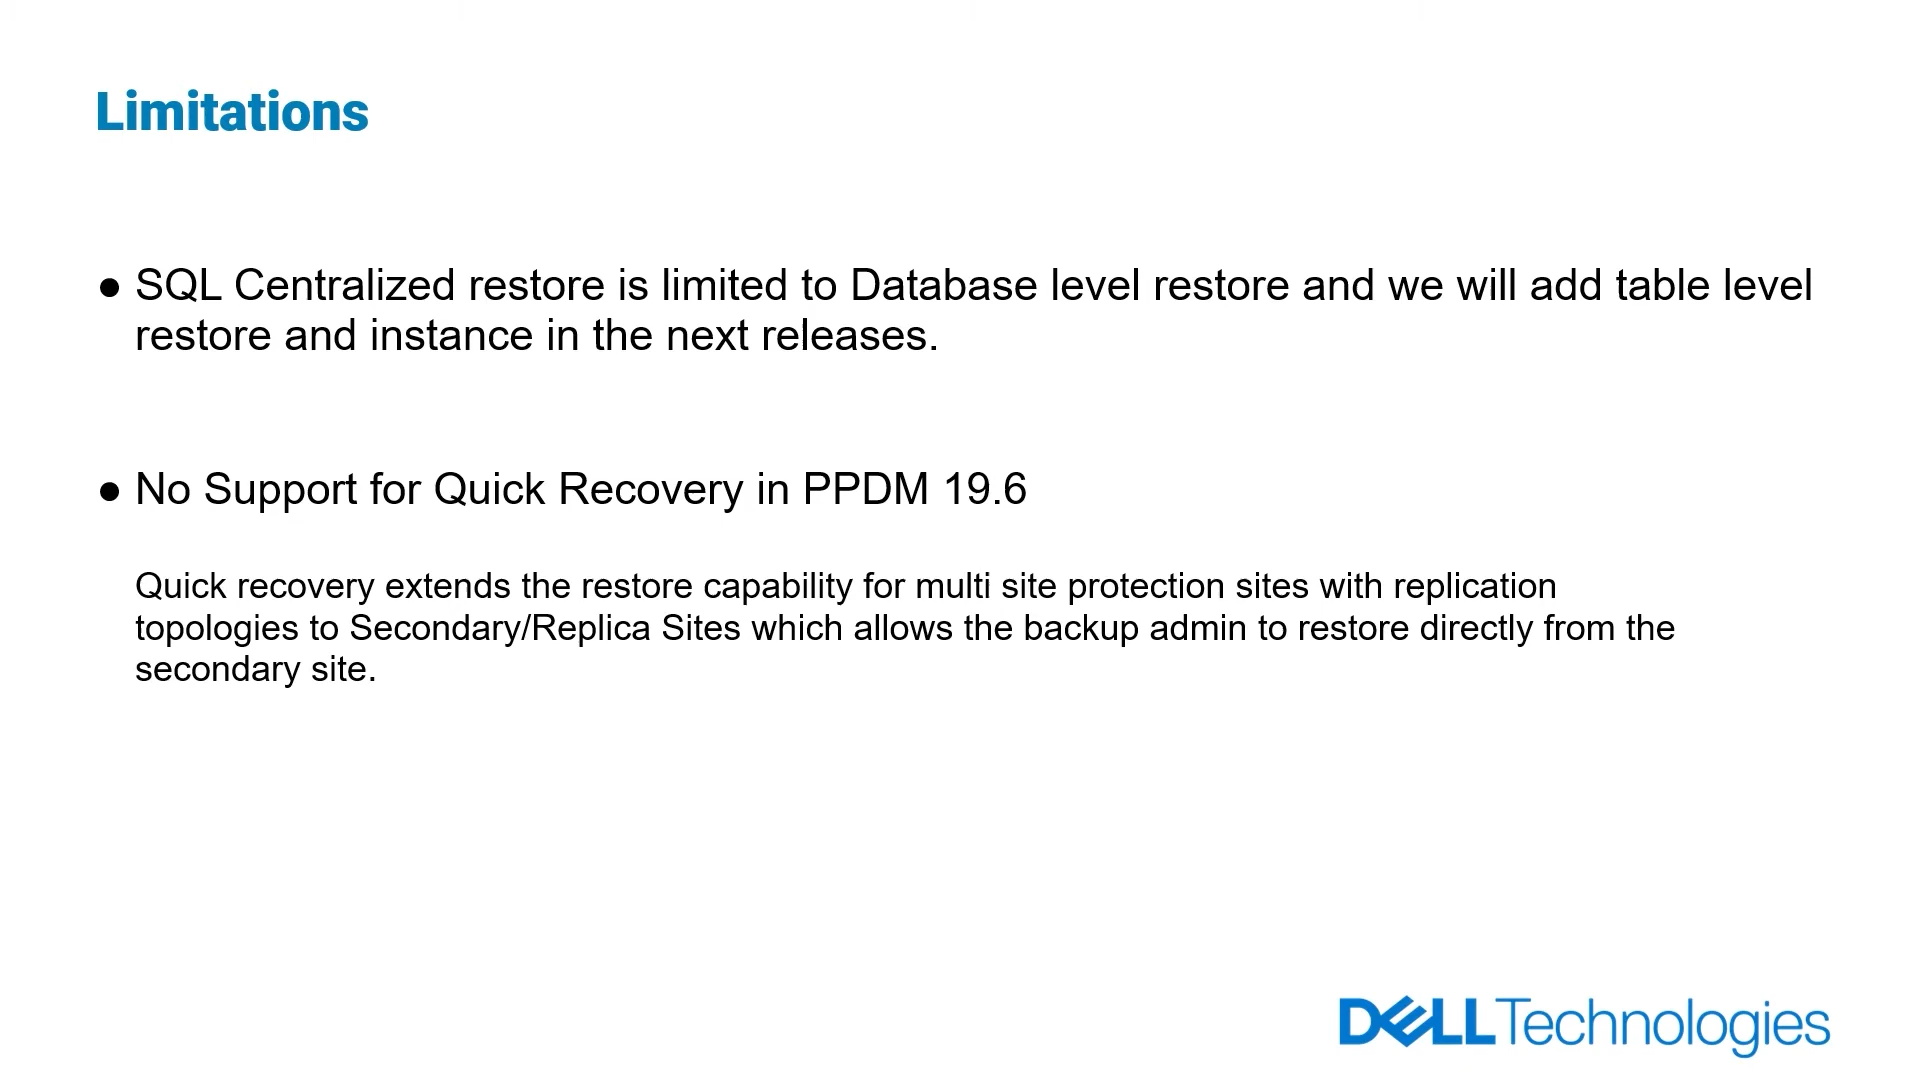 Limitations
● SQL Centralized restore is limited to Database level restore and we will add table level
restore and instance in the next releases.
● No Support for Quick Recovery in PPDM 19.6
Quick recovery extends the restore capability for multi site protection sites with replication
topologies to Secondary/Replica Sites which allows the backup admin to restore directly from the
secondary site.
DELL Technologies